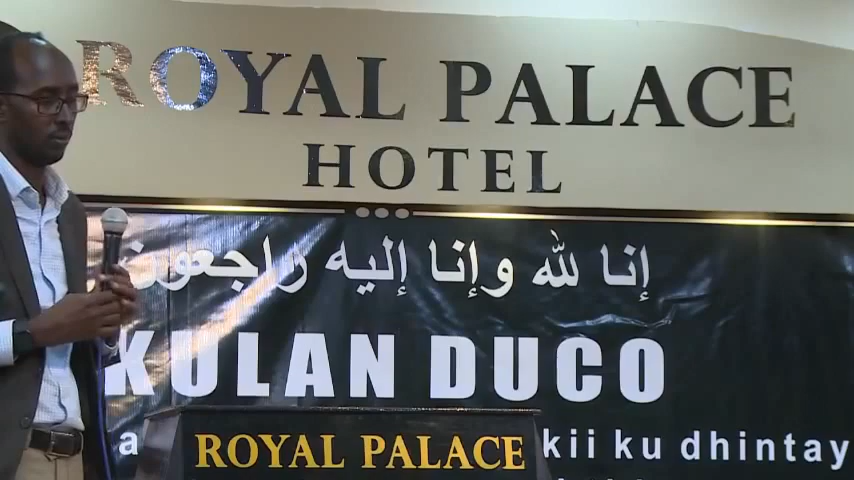 ROYAL PALACE
HOTEL
إنا لله وإنا إليه راجعون
KULAN DUCO
a
kii ku dhintay
ROYAL PALACE